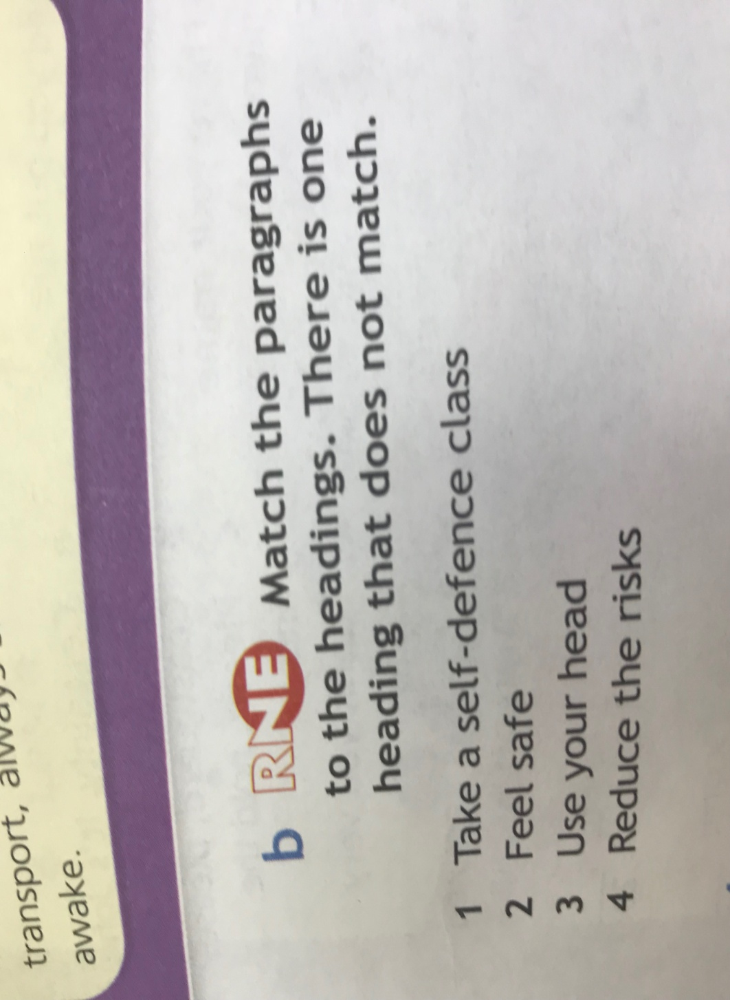 transport, always
awake.
b RNE Match the paragraphs
to the headings. There is one
heading that does not match.
1 Take a self-defence class
2 Feel safe
3 Use your head
4 Reduce the risks